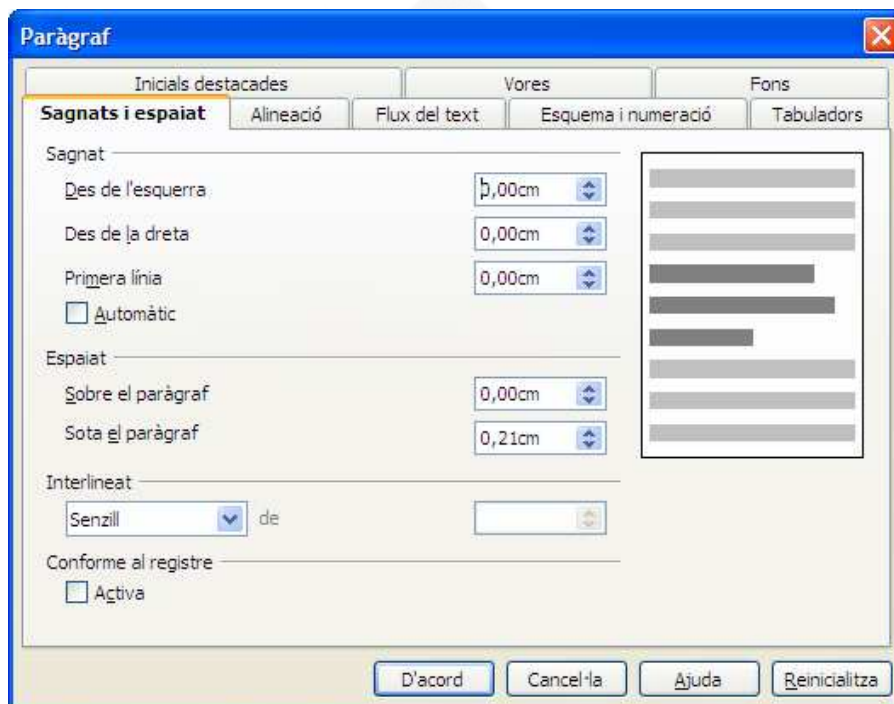 Paràgraf
Inicials destacades Vores Fons
Sagnats i espaiat Alineació Flux del text Esquema i numeració Tabuladors
Sagnat
Des de l'esquerra 0,00cm
Des de la dreta 0,00cm
Primera línia 0,00cm
Automàtic
Espaiat
Sobre el paràgraf 0,00cm
Sota el paràgraf 0,21cm
Interlineat
Senzill de
Conforme al registre
Activa
D'acord Cancel·la Ajuda Reinicialitza